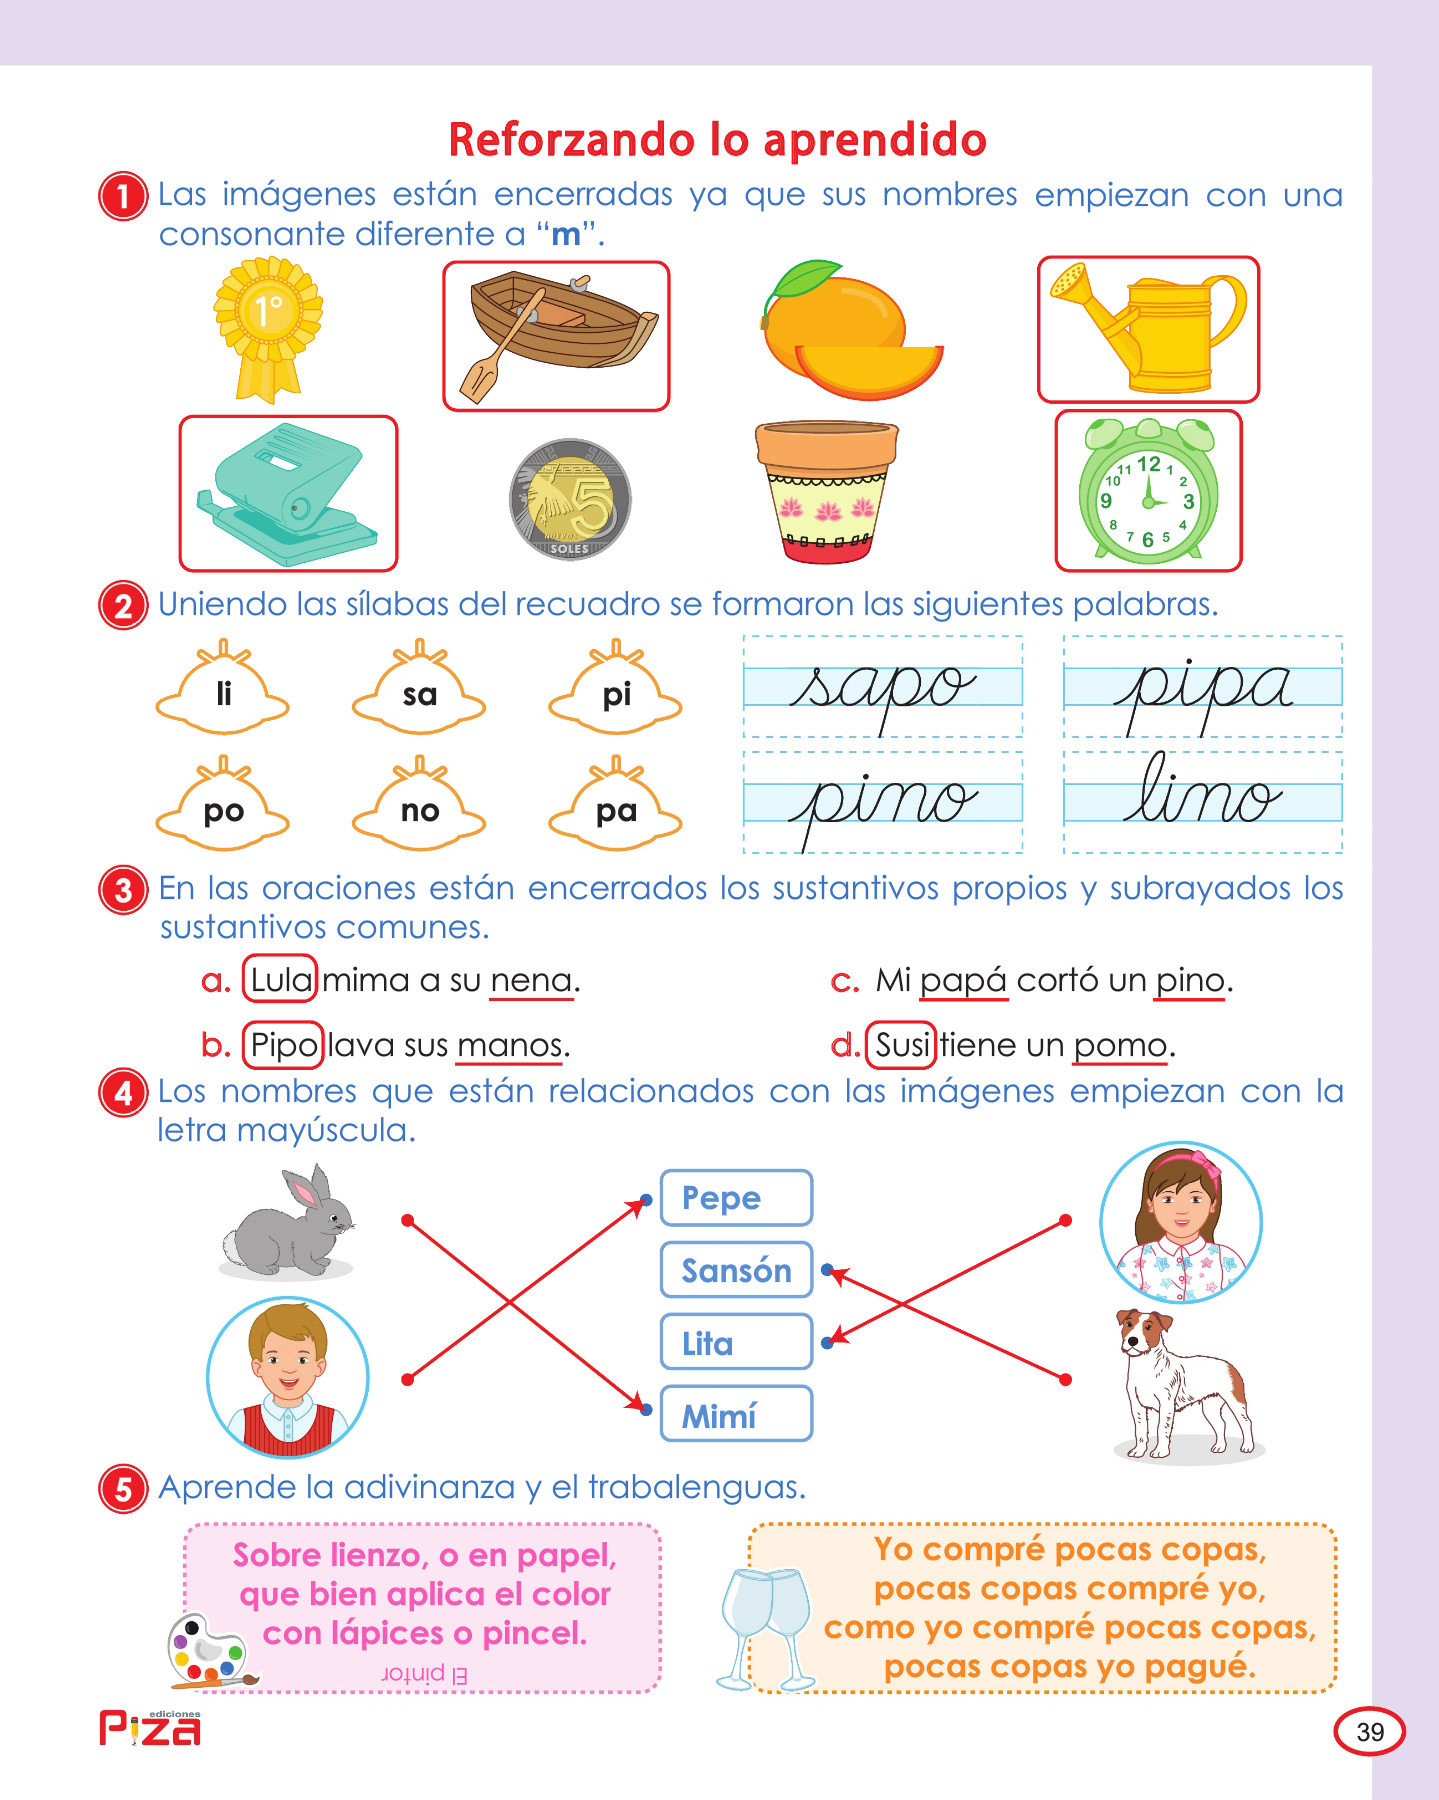 Reforzando lo aprendido
1 Las imágenes están encerradas ya que sus nombres empiezan con una
consonante diferente a “m”.
1°
11 12 1
10 2
9 3
8 4
7 6 5
5
NUEVOS
SOLES
2 Uniendo las sílabas del recuadro se formaron las siguientes palabras.
li sa pi sapo pipa
po no pa pino lino
3 En las oraciones están encerrados los sustantivos propios y subrayados los
sustantivos comunes.
a. Lula mima a su nena.
b. Pipo lava sus manos.
c. Mi papá cortó un pino.
d. Susi tiene un pomo.
4 Los nombres que están relacionados con las imágenes empiezan con la
letra mayúscula.
Pepe
Sansón
Lita
Mimí
5 Aprende la adivinanza y el trabalenguas.
Sobre lienzo, o en papel,
que bien aplica el color
con lápices o pincel.
El pintor
Yo compré pocas copas,
pocas copas compré yo,
como yo compré pocas copas,
pocas copas yo pagué.
ediciones
Piza
39